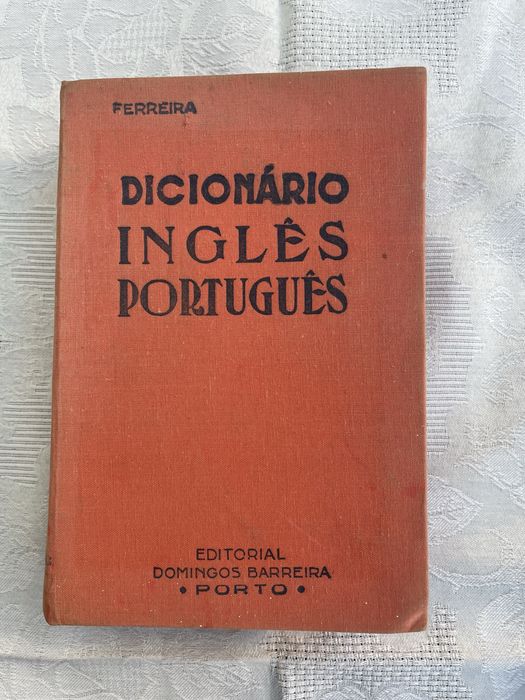 FERREIRA
DICIONÁRIO
INGLÊS
PORTUGUÊS
EDITORIAL
DOMINGOS BARREIRA
• PORTO •